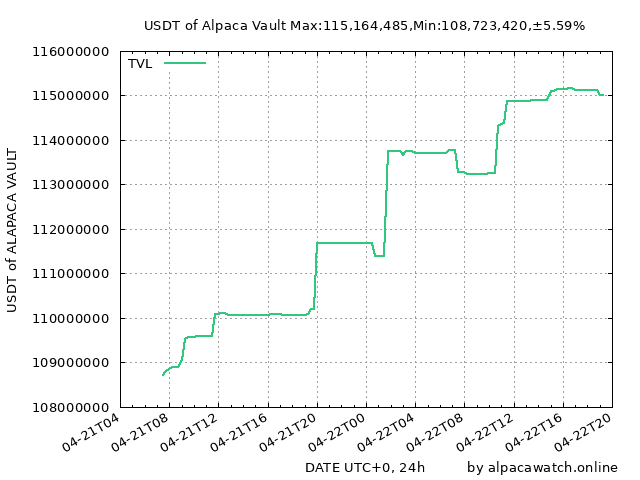 USDT of Alpaca Vault Max:115,164,485,Min:108,723,420,±5.59%
TVL
116000000
115000000
114000000
113000000
112000000
111000000
110000000
109000000
108000000
USDT of ALAPACA VAULT
04-21T04
04-21T08
04-21T12
04-21T16
04-21T20
04-22T00
04-22T04
04-22T08
04-22T12
04-22T16
04-22T20
DATE UTC+0, 24h
by alpacawatch.online